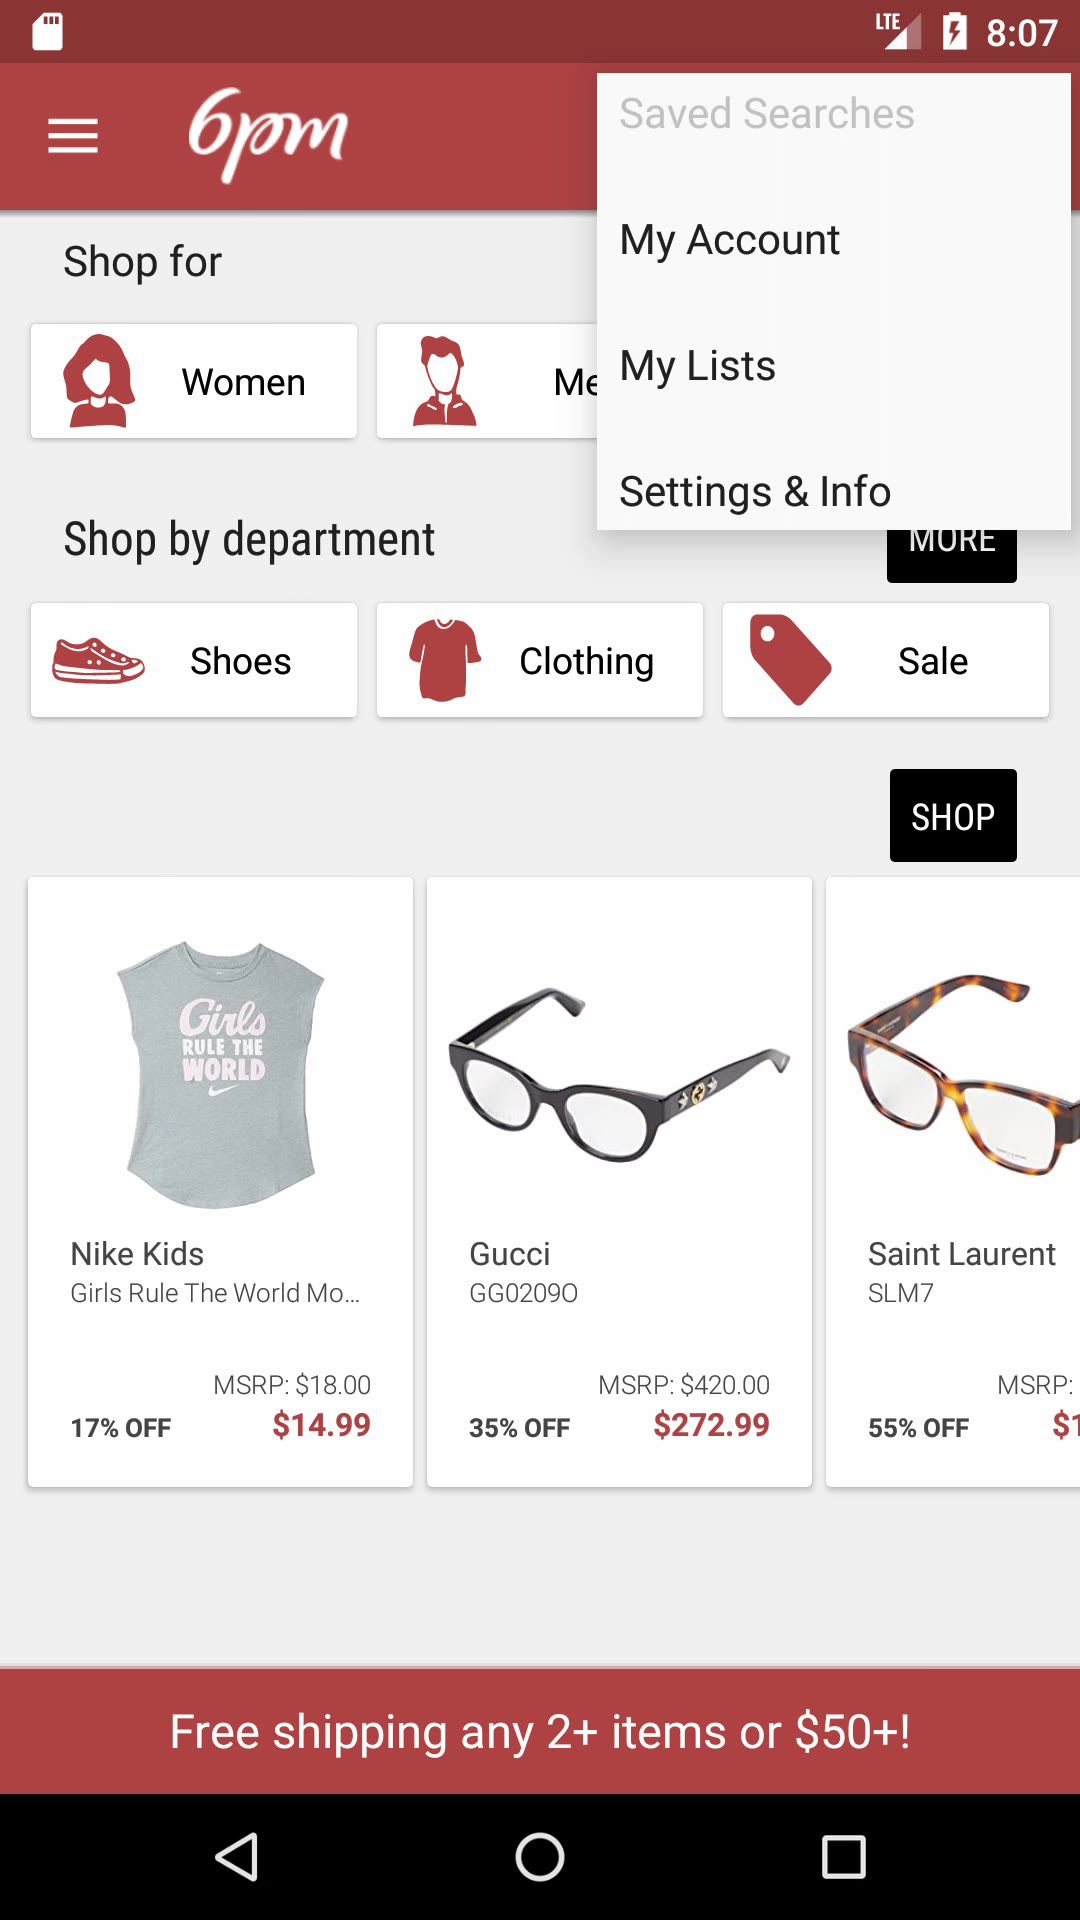 LTE 8:07
6pm
Saved Searches
My Account
My Lists
Settings & Info
Shop for
Women
Me
Shop by department
MORE
Shoes
Clothing
Sale
SHOP
Girls
RULE THE
WORLD
Nike Kids
Girls Rule The World Mo...
MSRP: $18.00
17% OFF $14.99
Gucci
GG0209O
MSRP: $420.00
35% OFF $272.99
Saint Laurent
SLM7
MSRP:
55% OFF $1
Free shipping any 2+ items or $50+!